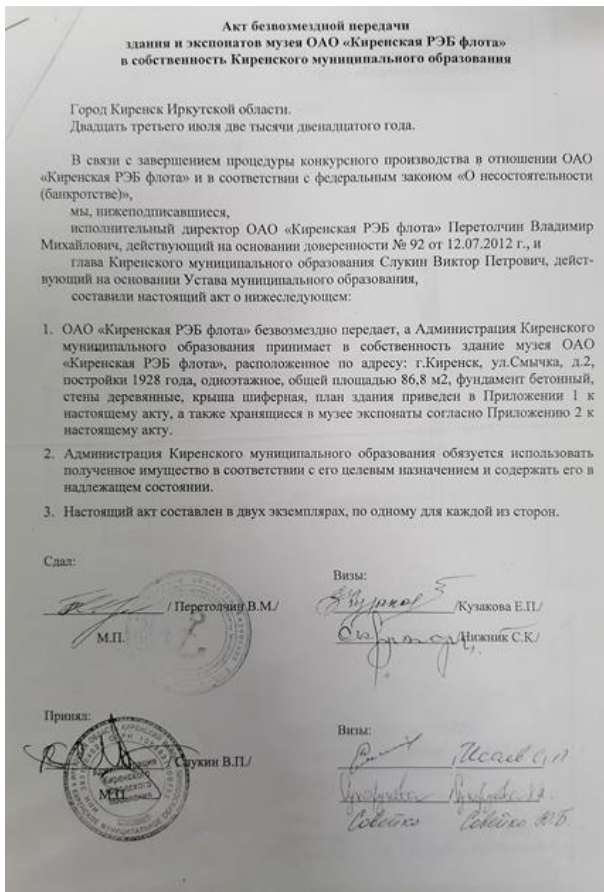 Акт безвозмездной передачи
здания и экспонатов музея ОАО «Киренская РЭБ флота»
в собственность Киренского муниципального образования
Город Киренск Иркутской области.
Двадцать третьего июля две тысячи двенадцатого года.
В связи с завершением процедуры конкурсного производства в отношении ОАО
«Киренская РЭБ флота» и в соответствии с федеральным законом «О несостоятельности
(банкротстве)»,
мы, нижеподписавшиеся,
исполнительный директор ОАО «Киренская РЭБ флота» Перетолчин Владимир
Михайлович, действующий на основании доверенности № 92 от 12.07.2012 г., и
глава Киренского муниципального образования Слукин Виктор Петрович, дейст-
вующий на основании Устава муниципального образования,
составили настоящий акт о нижеследующем:
1. ОАО «Киренская РЭБ флота» безвозмездно передает, а Администрация Киренского
муниципального образования принимает в собственность здание музея ОАО
«Киренская РЭБ флота», расположенное по адресу: г.Киренск, ул.Смычка, д.2,
постройки 1928 года, одноэтажное, общей площадью 86,8 м2, фундамент бетонный,
стены деревянные, крыша шиферная, план здания приведен в Приложении 1 к
настоящему акту, а также хранящиеся в музее экспонаты согласно Приложению 2 к
настоящему акту.
2. Администрация Киренского муниципального образования обязуется использовать
полученное имущество в соответствии с его целевым назначением и содержать его в
надлежащем состоянии.
3. Настоящий акт составлен в двух экземплярах, по одному для каждой из сторон.
Сдал:
/ Перетолчин В.М./
М.П.
Визы:
/Кузакова Е.П./
/Нижник С.К./
Принял:
/Слукин В.П./
М.П.
Администрация
Киренского
Визы:
Исаев
Совейко Совейко